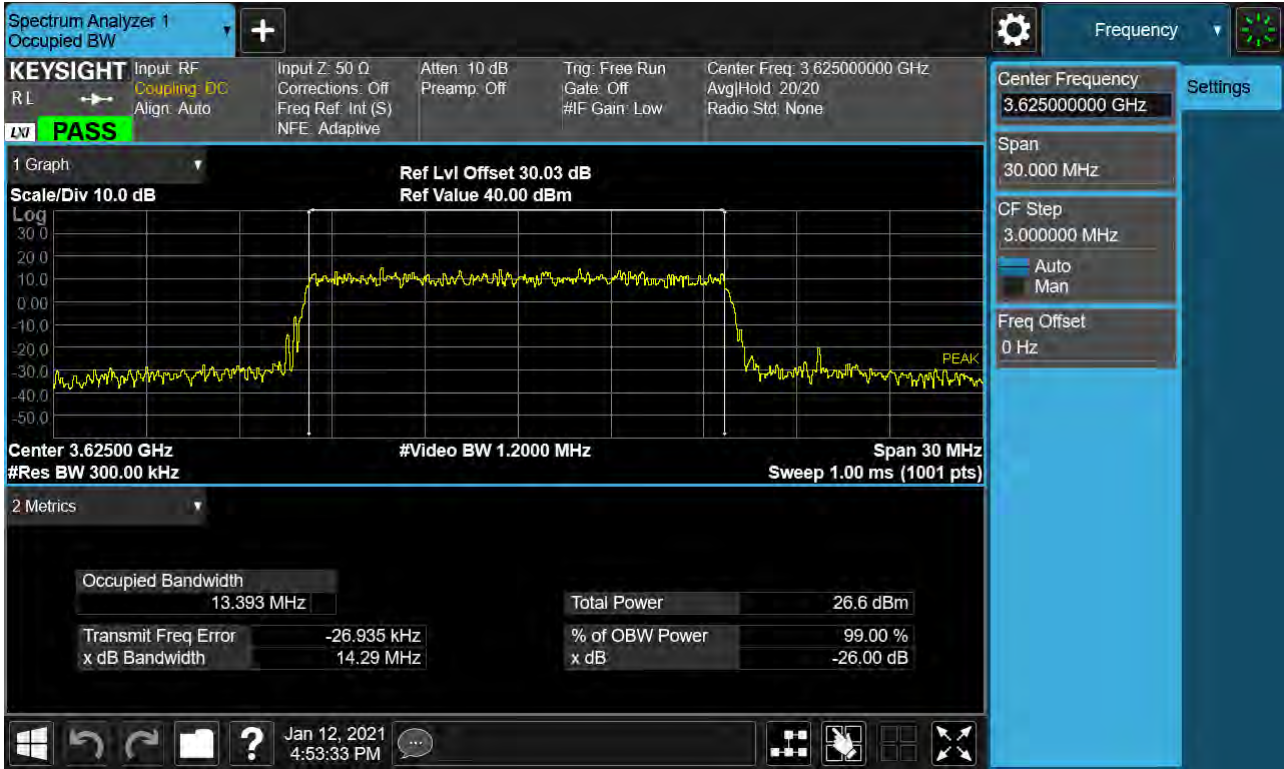 Spectrum Analyzer 1
Occupied BW
+
Frequency
KEYSIGHT
RL
LXI PASS
Input: RF
Coupling: DC
Align: Auto
Input Z: 50 Ω
Corrections: Off
Freq Ref: Int (S)
NFE: Adaptive
Atten: 10 dB
Preamp: Off
Trig: Free Run
Gate: Off
#IF Gain: Low
Center Freq: 3.625000000 GHz
Avg|Hold: 20/20
Radio Std: None
Center Frequency
3.625000000 GHz
Settings
Span
30.000 MHz
CF Step
3.000000 MHz
Auto
Man
Freq Offset
0 Hz
1 Graph
Scale/Div 10.0 dB
Ref Lvl Offset 30.03 dB
Ref Value 40.00 dBm
Log
30.0
20.0
10.0
0.00
-10.0
-20.0
-30.0
-40.0
-50.0
PEAK
Center 3.62500 GHz
#Video BW 1.2000 MHz
Span 30 MHz
#Res BW 300.00 kHz
Sweep 1.00 ms (1001 pts)
2 Metrics
Occupied Bandwidth
13.393 MHz
Total Power 26.6 dBm
Transmit Freq Error -26.935 kHz
% of OBW Power 99.00 %
x dB Bandwidth 14.29 MHz
x dB -26.00 dB
?
Jan 12, 2021
4:53:33 PM